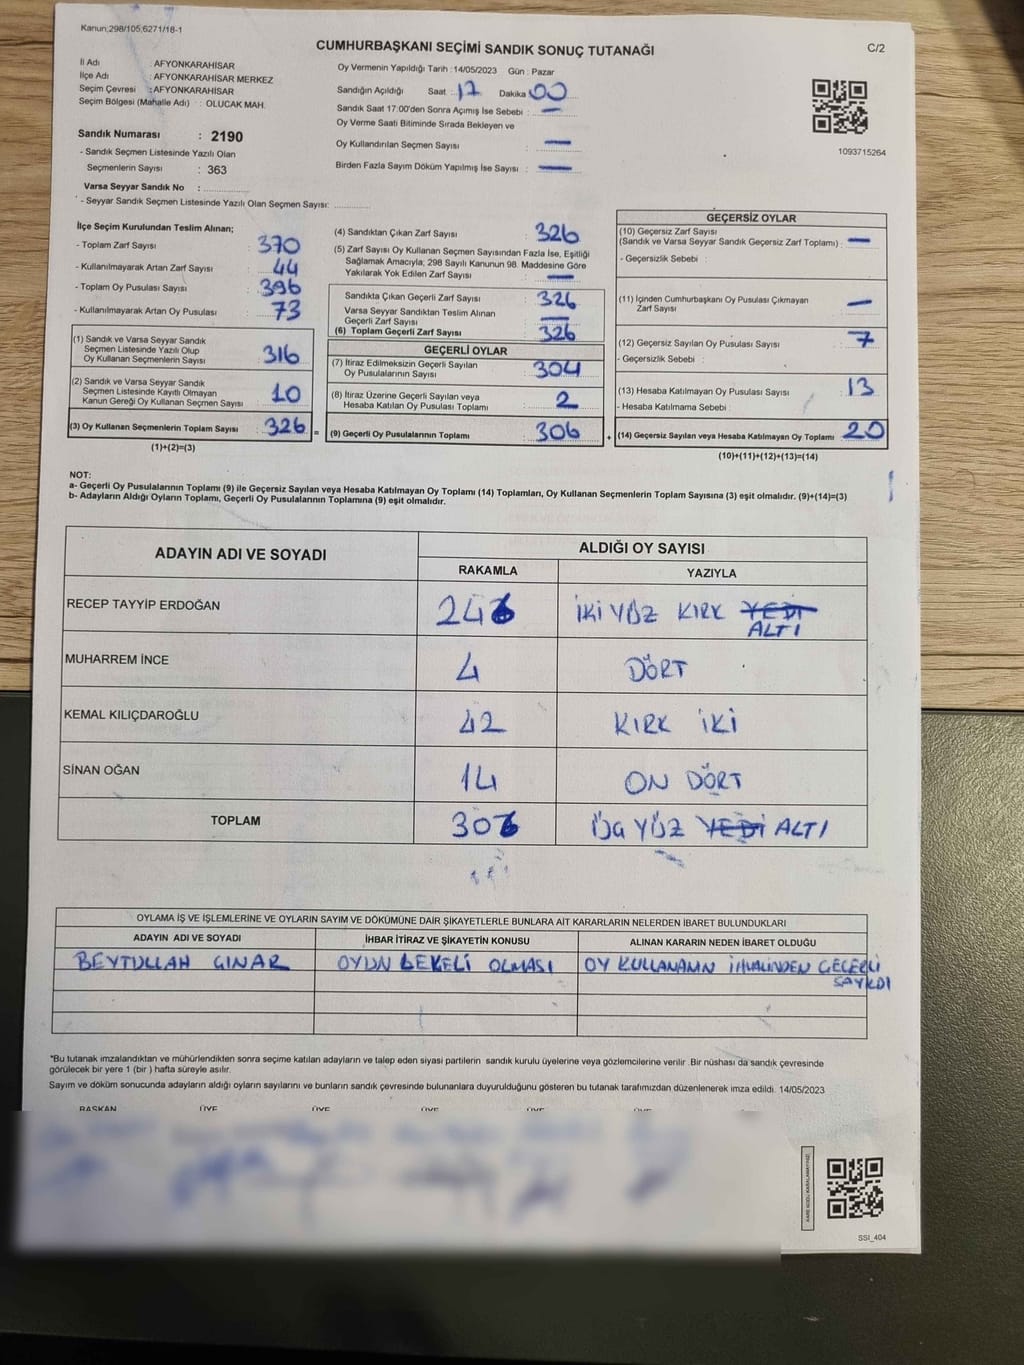 Kanun;298/105,6271/18-1
CUMHURBAŞKANI SEÇİMİ SANDIK SONUÇ TUTANAĞI
C/2
İl Adı : AFYONKARAHİSAR
İlçe Adı : AFYONKARAHİSAR MERKEZ
Seçim Çevresi : AFYONKARAHİSAR
Seçim Bölgesi (Mahalle Adı) : OLUCAK MAH.
Sandık Numarası : 2190
- Sandık Seçmen Listesinde Yazılı Olan
Seçmenlerin Sayısı : 363
Varsa Seyyar Sandık No :
- Seyyar Sandık Seçmen Listesinde Yazılı Olan Seçmen Sayısı:
Oy Vermenin Yapıldığı Tarih : 14/05/2023 Gün : Pazar
Sandığın Açıldığı Saat : 17 Dakika 00
Sandık Saat 17:00'den Sonra Açımış İse Sebebi : —
Oy Verme Saati Bitiminde Sırada Bekleyen ve
Oy Kullandırılan Seçmen Sayısı : —
Birden Fazla Sayım Döküm Yapılmış İse Sayısı : —
1093715264
İlçe Seçim Kurulundan Teslim Alınan;
- Toplam Zarf Sayısı : 370
- Kullanılmayarak Artan Zarf Sayısı : 44
- Toplam Oy Pusulası Sayısı : 396
- Kullanılmayarak Artan Oy Pusulası : 73
(1) Sandık ve Varsa Seyyar Sandık
Seçmen Listesinde Yazılı Olup
Oy Kullanan Seçmenlerin Sayısı : 316
(2) Sandık ve Varsa Seyyar Sandık
Seçmen Listesinde Kayıtlı Olmayan
Kanun Gereği Oy Kullanan Seçmen Sayısı : 10
(3) Oy Kullanan Seçmenlerin Toplam Sayısı : 326
(1)+(2)=(3)
(4) Sandıktan Çıkan Zarf Sayısı : 326
(5) Zarf Sayısı Oy Kullanan Seçmen Sayısından Fazla İse, Eşitliği
Sağlamak Amacıyla; 298 Sayılı Kanunun 98. Maddesine Göre
Yakılarak Yok Edilen Zarf Sayısı : —
Sandıkta Çıkan Geçerli Zarf Sayısı : 326
Varsa Seyyar Sandıktan Teslim Alınan
Geçerli Zarf Sayısı : —
(6) Toplam Geçerli Zarf Sayısı : 326
GEÇERLİ OYLAR
(7) İtiraz Edilmeksizin Geçerli Sayılan
Oy Pusulalarının Sayısı : 304
(8) İtiraz Üzerine Geçerli Sayılan veya
Hesaba Katılan Oy Pusulası Toplamı : 2
= (9) Geçerli Oy Pusulalarının Toplamı : 306
GEÇERSİZ OYLAR
(10) Geçersiz Zarf Sayısı
(Sandık ve Varsa Seyyar Sandık Geçersiz Zarf Toplamı) : —
- Geçersizlik Sebebi :
(11) İçinden Cumhurbaşkanı Oy Pusulası Çıkmayan
Zarf Sayısı : —
(12) Geçersiz Sayılan Oy Pusulası Sayısı : 7
- Geçersizlik Sebebi :
(13) Hesaba Katılmayan Oy Pusulası Sayısı : 13
- Hesaba Katılmama Sebebi :
+ (14) Geçersiz Sayılan veya Hesaba Katılmayan Oy Toplamı : 20
(10)+(11)+(12)+(13)=(14)
NOT:
a- Geçerli Oy Pusulalarının Toplamı (9) ile Geçersiz Sayılan veya Hesaba Katılmayan Oy Toplamı (14) Toplamları, Oy Kullanan Seçmenlerin Toplam Sayısına (3) eşit olmalıdır. (9)+(14)=(3)
b- Adayların Aldığı Oyların Toplamı, Geçerli Oy Pusulalarının Toplamına (9) eşit olmalıdır.
ADAYIN ADI VE SOYADI ALDIĞI OY SAYISI
RAKAMLA YAZIYLA
RECEP TAYYİP ERDOĞAN 246 İKİ YÜZ KIRK YEDİ
ALTI
MUHARREM İNCE 4 DÖRT
KEMAL KILIÇDAROĞLU 42 KIRK İKİ
SİNAN OĞAN 14 ON DÖRT
TOPLAM 306 ÜÇ YÜZ YEDİ ALTI
OYLAMA İŞ VE İŞLEMLERİNE VE OYLARIN SAYIM VE DÖKÜMÜNE DAİR ŞİKAYETLERLE BUNLARA AİT KARARLARIN NELERDEN İBARET BULUNDUKLARI
ADAYIN ADI VE SOYADI İHBAR İTİRAZ VE ŞİKAYETİN KONUSU ALINAN KARARIN NEDEN İBARET OLDUĞU
BEYTULLAH ÇINAR OYUN LEKELİ OLMASI OY KULLANANIN GEÇERLİ
SAYILDI
*Bu tutanak imzalandıktan ve mühürlendikten sonra seçime katılan adayların ve talep eden siyasi partilerin sandık kurulu üyelerine veya gözlemcilerine verilir. Bir nüshası da sandık çevresinde
görülecek bir yere 1 (bir ) hafta süreyle asılır.
Sayım ve döküm sonucunda adayların aldığı oyların sayılarını ve bunların sandık çevresinde bulunanlara duyurulduğunu gösteren bu tutanak tarafımızdan düzenlenerek imza edildi. 14/05/2023
BAŞKAN ÜYE ÜYE ÜYE ÜYE ÜYE
KARE KODU KARALAMAYINIZ!
SSI_404